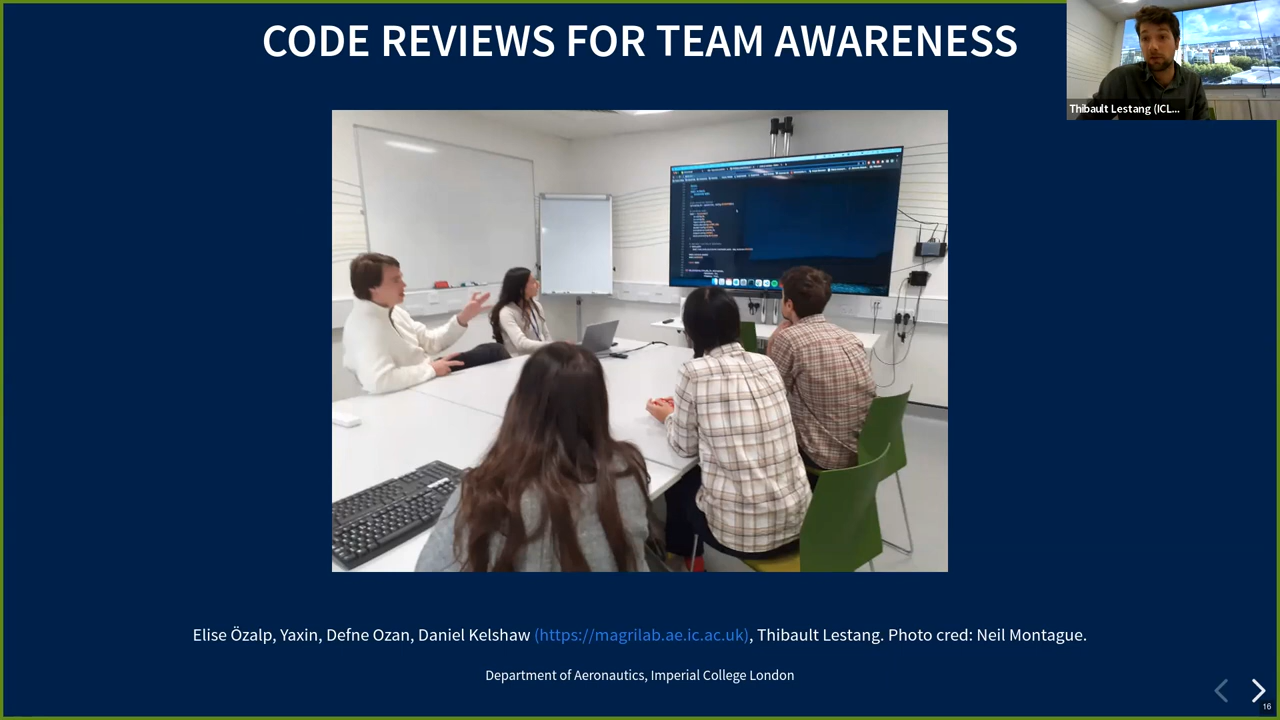 CODE REVIEWS FOR TEAM AWARENESS
Thibault Lestang (ICL...
Elise Özalp, Yaxin, Defne Ozan, Daniel Kelshaw (https://magrilab.ae.ic.ac.uk), Thibault Lestang. Photo cred: Neil Montague.
Department of Aeronautics, Imperial College London
16